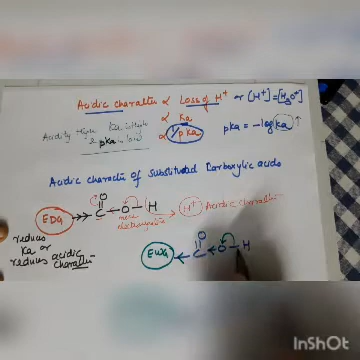 Acidic character ∝ Loss of H⁺ or [H⁺] = [H₃O⁺]
∝ Ka
Acidity High Ka High
& pKa is low
∝ 1/pKa
pKa = -log Ka ↑
Acidic character of substituted Carboxylic acids
EDG C O O H H⁺ Acidic character
more
reduces
Ka or
reduces acidic
character
EWG C O O H
InShOt